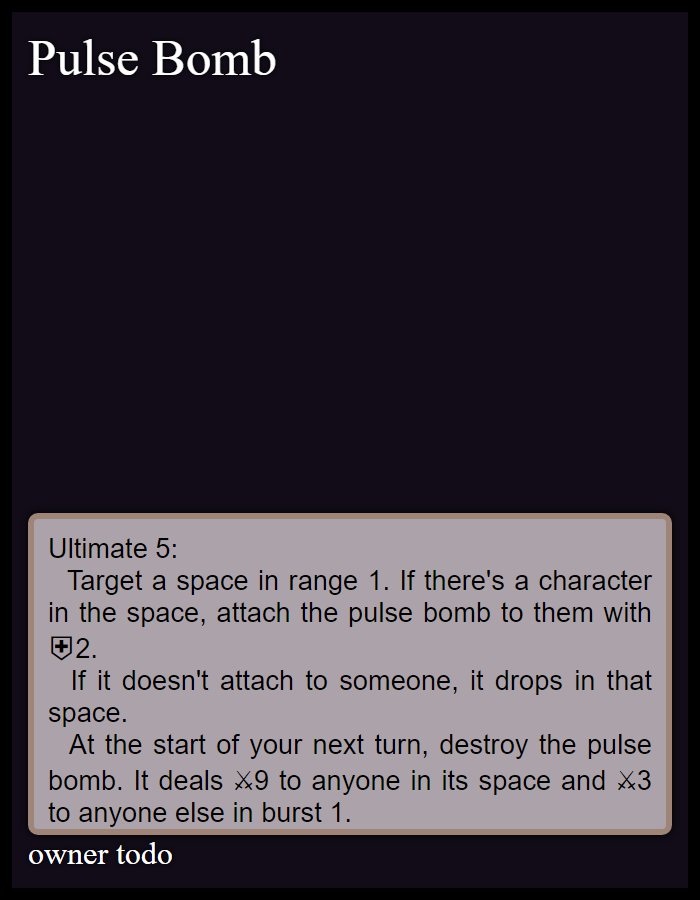 Pulse Bomb
Ultimate 5:
Target a space in range 1. If there's a character
in the space, attach the pulse bomb to them with
⛨2.
If it doesn't attach to someone, it drops in that
space.
At the start of your next turn, destroy the pulse
bomb. It deals ⚔9 to anyone in its space and ⚔3
to anyone else in burst 1.
owner todo